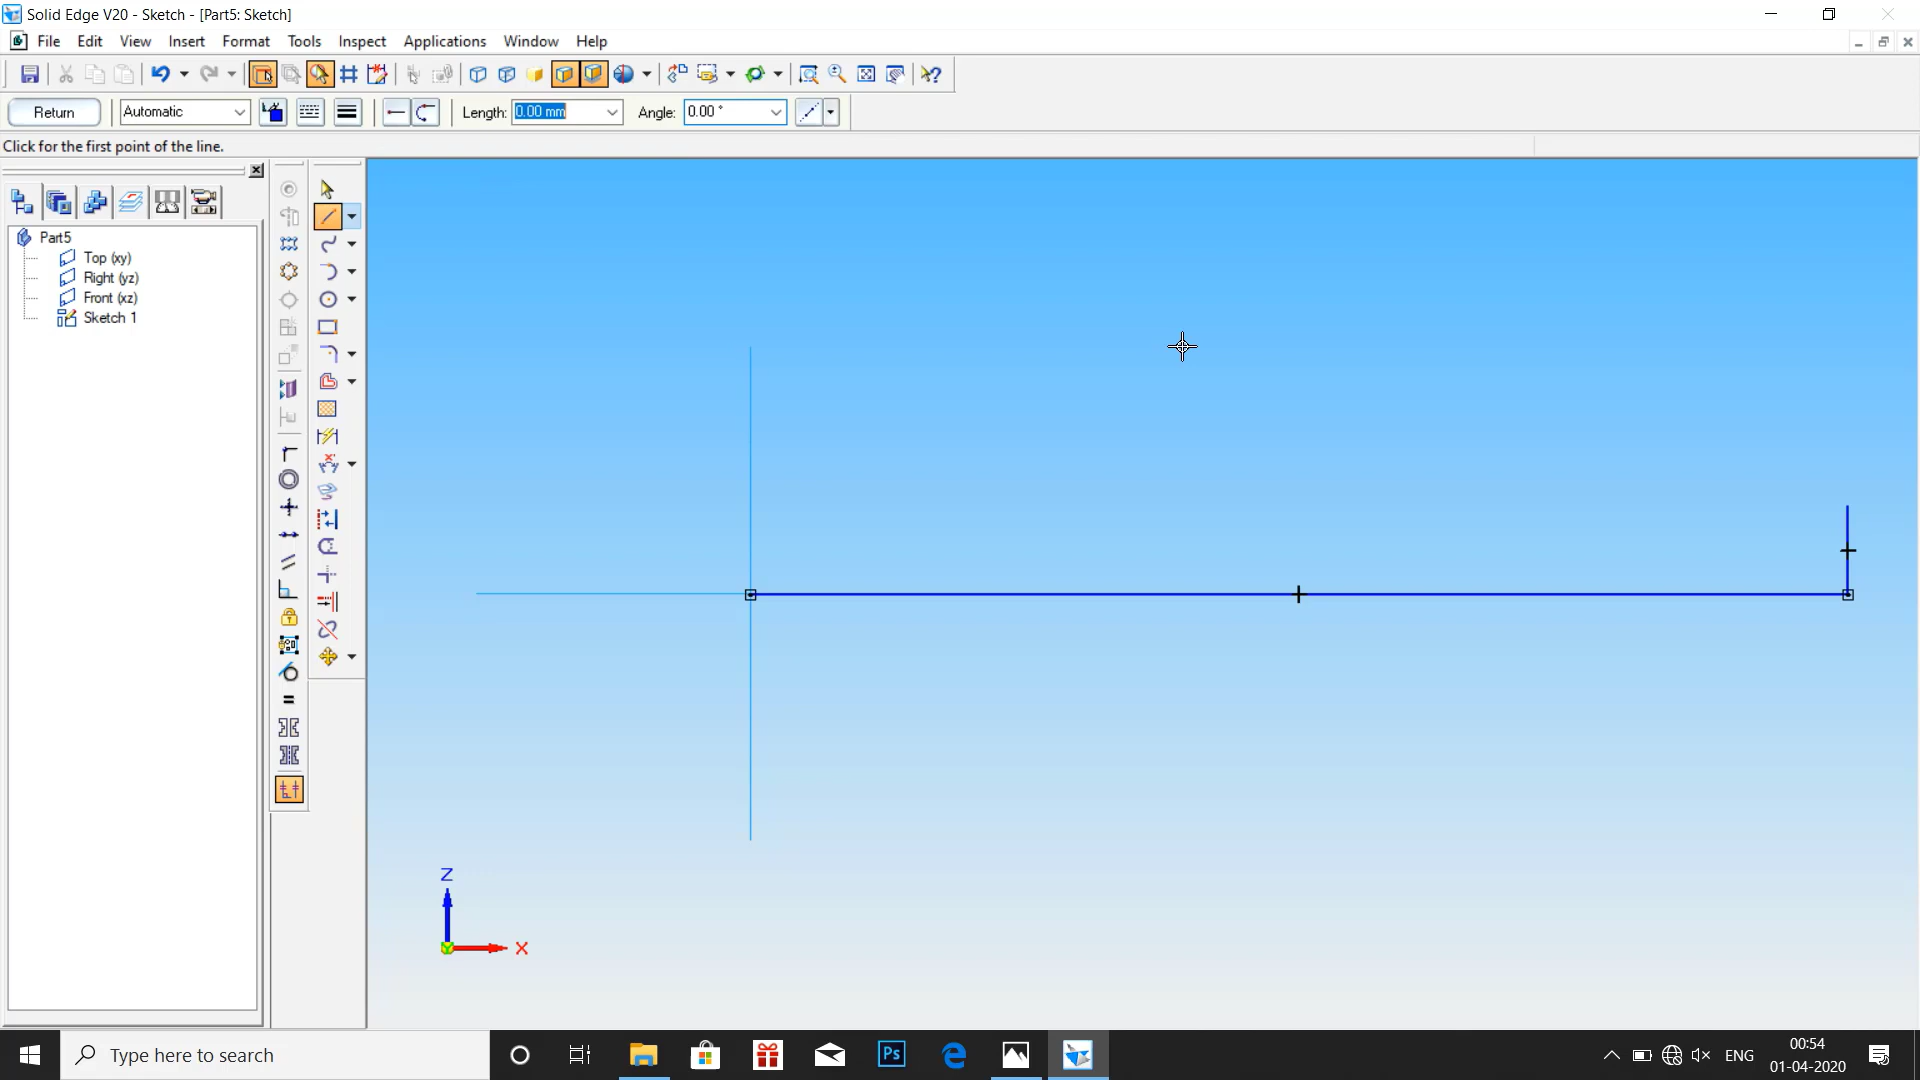 Solid Edge V20 - Sketch - [Part5: Sketch]
File Edit View Insert Format Tools Inspect Applications Window Help
Return Automatic Length: 0.00 mm Angle: 0.00 °
Click for the first point of the line.
Part5
Top (xy)
Right (yz)
Front (xz)
Sketch 1
Z
X
Type here to search
Ps
ENG
00:54
01-04-2020